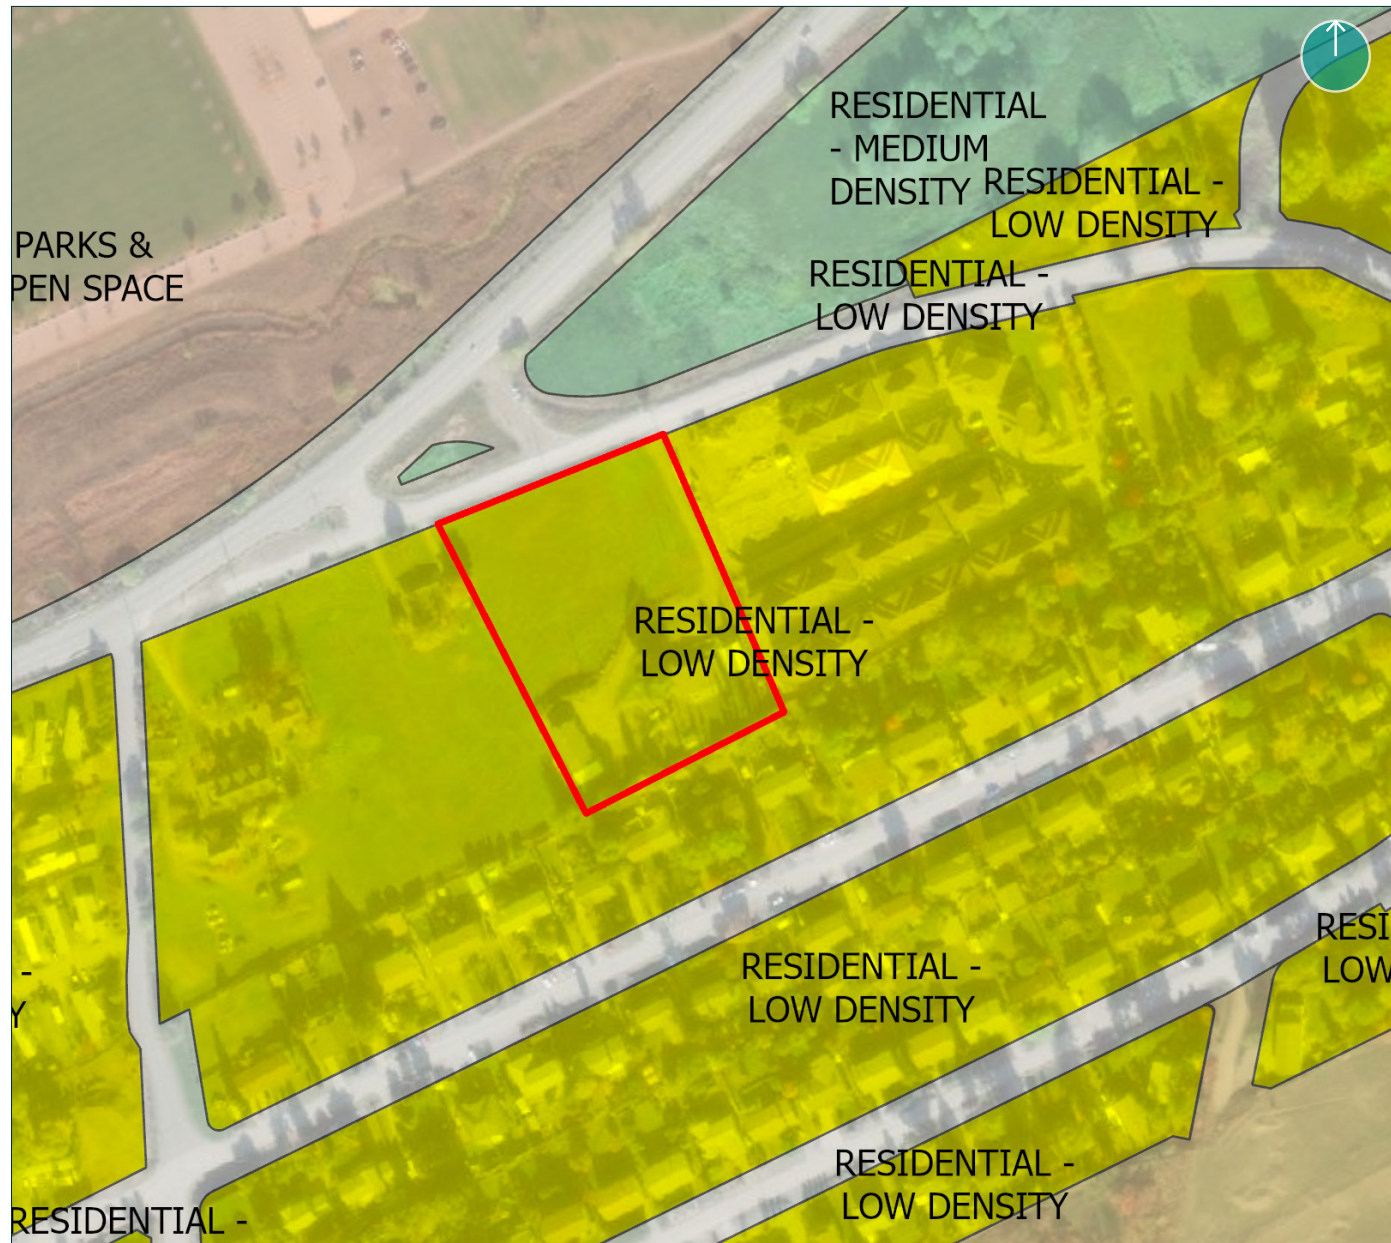 RESIDENTIAL
- MEDIUM
DENSITY
RESIDENTIAL -
LOW DENSITY
PARKS &
PEN SPACE
RESIDENTIAL -
LOW DENSITY
RESIDENTIAL -
LOW DENSITY
RESI
LOW
-
Y
RESIDENTIAL -
LOW DENSITY
RESIDENTIAL -
LOW DENSITY
RESIDENTIAL -